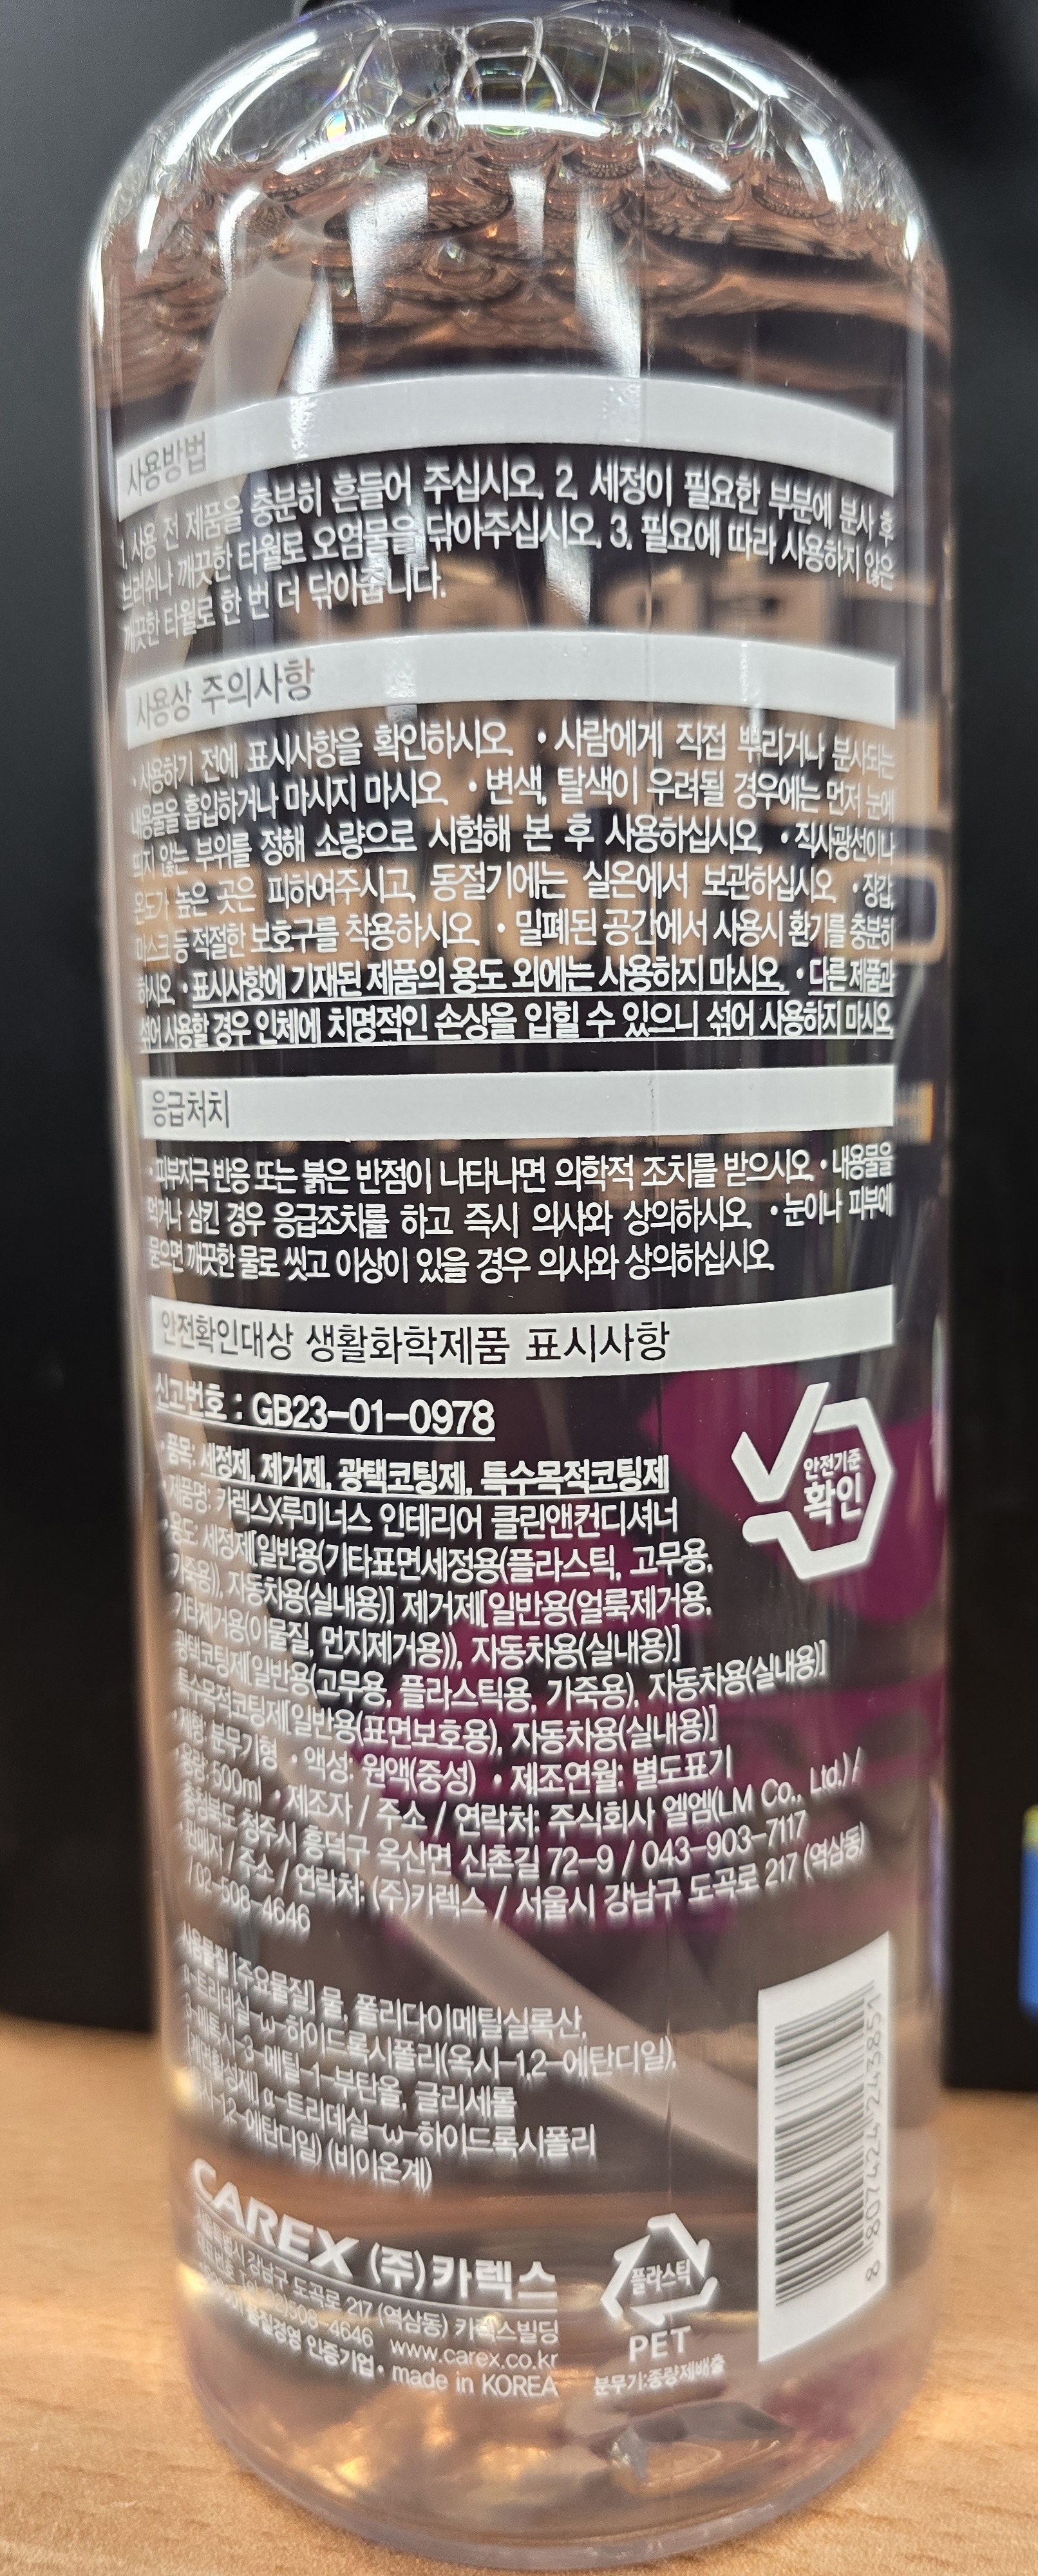 사용방법
1. 사용 전 제품을 충분히 흔들어 주십시오. 2. 세정이 필요한 부분에 분사 후
브러쉬나 깨끗한 타월로 오염물을 닦아주십시오. 3. 필요에 따라 사용하지 않은
깨끗한 타월로 한 번 더 닦아줍니다.
사용상 주의사항
• 사용하기 전에 표시사항을 확인하시오. • 사람에게 직접 뿌리거나 분사되는
내용물을 흡입하거나 마시지 마시오. • 변색, 탈색이 우려될 경우에는 먼저 눈에
띄지 않는 부위를 정해 소량으로 시험해 본 후 사용하십시오. • 직사광선이나
온도가 높은 곳은 피하여주시고, 동절기에는 실온에서 보관하십시오. • 장갑,
마스크 등 적절한 보호구를 착용하시오. • 밀폐된 공간에서 사용시 환기를 충분히
하시오. • 표시사항에 기재된 제품의 용도 외에는 사용하지 마시오. • 다른 제품과
섞어 사용할 경우 인체에 치명적인 손상을 입힐 수 있으니 섞어 사용하지 마시오.
응급처치
• 피부자극 반응 또는 붉은 반점이 나타나면 의학적 조치를 받으시오. • 내용물을
먹거나 삼킨 경우 응급조치를 하고 즉시 의사와 상의하시오. • 눈이나 피부에
묻으면 깨끗한 물로 씻고 이상이 있을 경우 의사와 상의하십시오.
안전확인대상 생활화학제품 표시사항
신고번호 : GB23-01-0978
• 품목: 세정제, 제거제, 광택코팅제, 특수목적코팅제
• 제품명: 카렉스X루미너스 인테리어 클린앤컨디셔너
• 용도: 세정제[일반용(기타표면세정용(플라스틱, 고무용,
가죽용)), 자동차용(실내용)] 제거제[일반용(얼룩제거용,
기타제거용(이물질, 먼지제거용)), 자동차용(실내용)]
광택코팅제[일반용(고무용, 플라스틱용, 가죽용), 자동차용(실내용)]
특수목적코팅제[일반용(표면보호용), 자동차용(실내용)]
• 제형: 분무기형 • 액성: 원액(중성) • 제조연월: 별도표기
• 용량: 500ml • 제조자 / 주소 / 연락처: 주식회사 엘엠(LM Co., Ltd.) /
충청북도 청주시 흥덕구 옥산면 신촌길 72-9 / 043-903-7117
• 판매자 / 주소 / 연락처: (주)카렉스 / 서울시 강남구 도곡로 217 (역삼동)
/ 02-508-4646
안전기준
확인
사용물질 [주요물질] 물, 폴리다이메틸실록산,
α-트리데실-ω-하이드록시폴리(옥시-1,2-에탄디일),
3-메톡시-3-메틸-1-부탄올, 글리세롤
[계면활성제] α-트리데실-ω-하이드록시폴리
(옥시-1,2-에탄디일) (비이온계)
CAREX (주)카렉스
서울특별시 강남구 도곡로 217 (역삼동) 카렉스빌딩
508-4646 www.carex.co.kr
품질경영 인증기업 • made in KOREA
플라스틱
PET
분무기:중량제배출
8 807424 243851